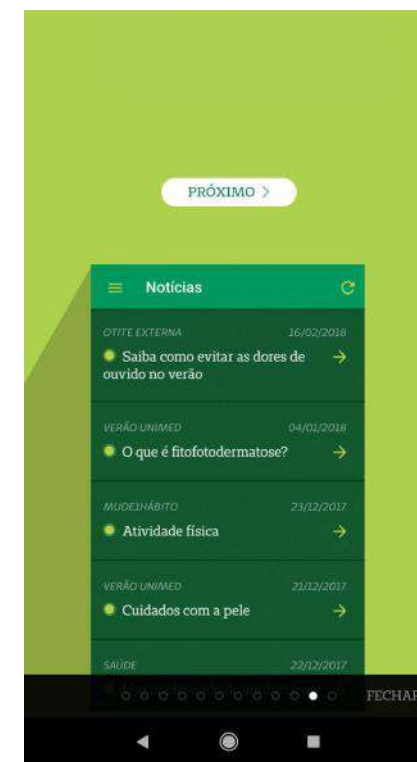 PRÓXIMO >
Notícias
OTITE EXTERNA 16/02/2018
Saiba como evitar as dores de
ouvido no verão
VERÃO UNIMED 04/01/2018
O que é fitofotodermatose?
MUDE1HÁBITO 23/12/2017
Atividade física
VERÃO UNIMED 21/12/2017
Cuidados com a pele
SAÚDE 22/12/2017
FECHAR